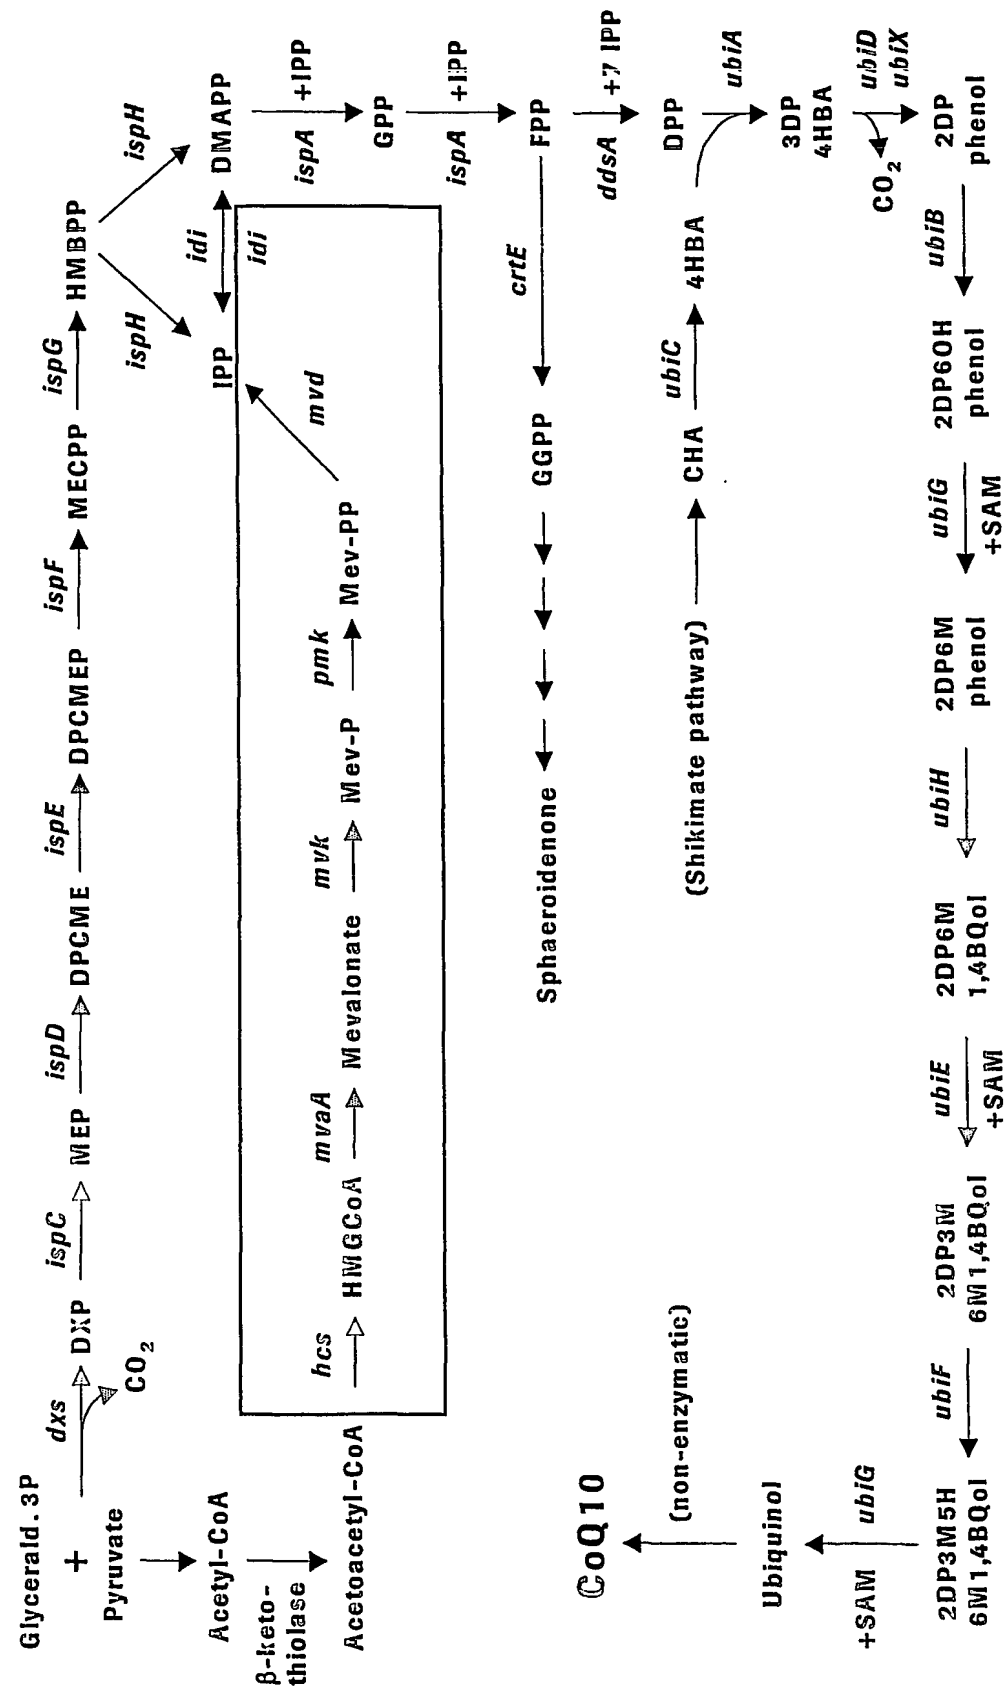 Glycerald.3P
+
Pyruvate
dxs
CO2
DXP
ispC
MEP
ispD
DPCME
ispE
DPCMEP
ispF
MECPP
ispG
HMBPP
ispH
ispH
Acetyl-CoA
β-keto-
thiolase
Acetoacetyl-CoA
hcs
HMGCoA
mvaA
Mevalonate
mvk
Mev-P
pmk
Mev-PP
mvd
IPP
idi
idi
DMAPP
ispA
+IPP
GPP
ispA
+IPP
FPP
crtE
GGPP
Sphaeroidenone
ddsA
+7 IPP
DPP
(Shikimate pathway)
CHA
ubiC
4HBA
ubiA
3DP
4HBA
ubiD
ubiX
CO2
2DP
phenol
ubiB
2DP6OH
phenol
ubiG
+SAM
2DP6M
phenol
ubiH
2DP6M
1,4BQol
ubiE
+SAM
2DP3M
6M1,4BQol
ubiF
2DP3M5H
6M1,4BQol
+SAM
ubiG
Ubiquinol
(non-enzymatic)
CoQ10